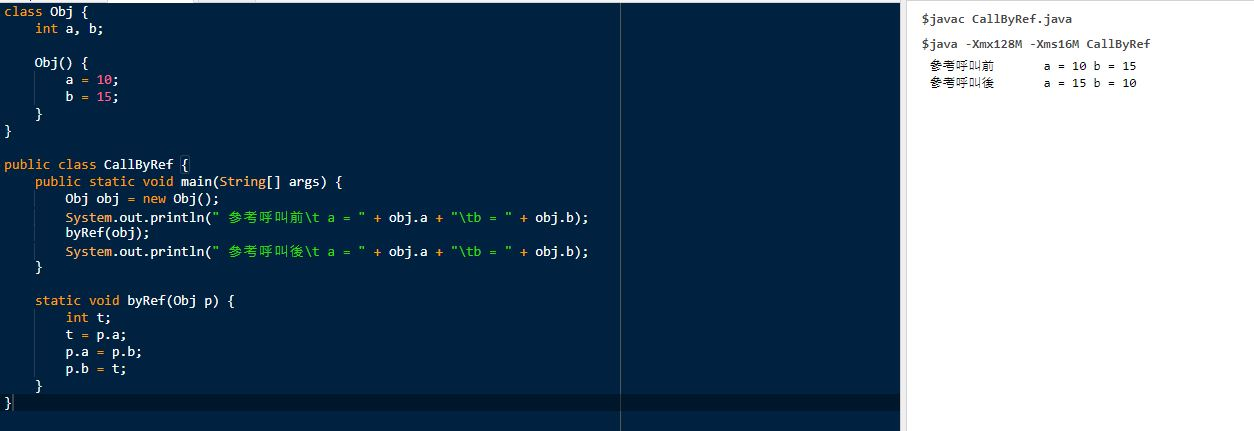 class Obj {
    int a, b;

    Obj() {
        a = 10;
        b = 15;
    }
}

public class CallByRef {
    public static void main(String[] args) {
        Obj obj = new Obj();
        System.out.println(" 參考呼叫前\t a = " + obj.a + "\tb = " + obj.b);
        byRef(obj);
        System.out.println(" 參考呼叫後\t a = " + obj.a + "\tb = " + obj.b);
    }

    static void byRef(Obj p) {
        int t;
        t = p.a;
        p.a = p.b;
        p.b = t;
    }
}
$javac CallByRef.java
$java -Xmx128M -Xms16M CallByRef
參考呼叫前 a = 10 b = 15
參考呼叫後 a = 15 b = 10